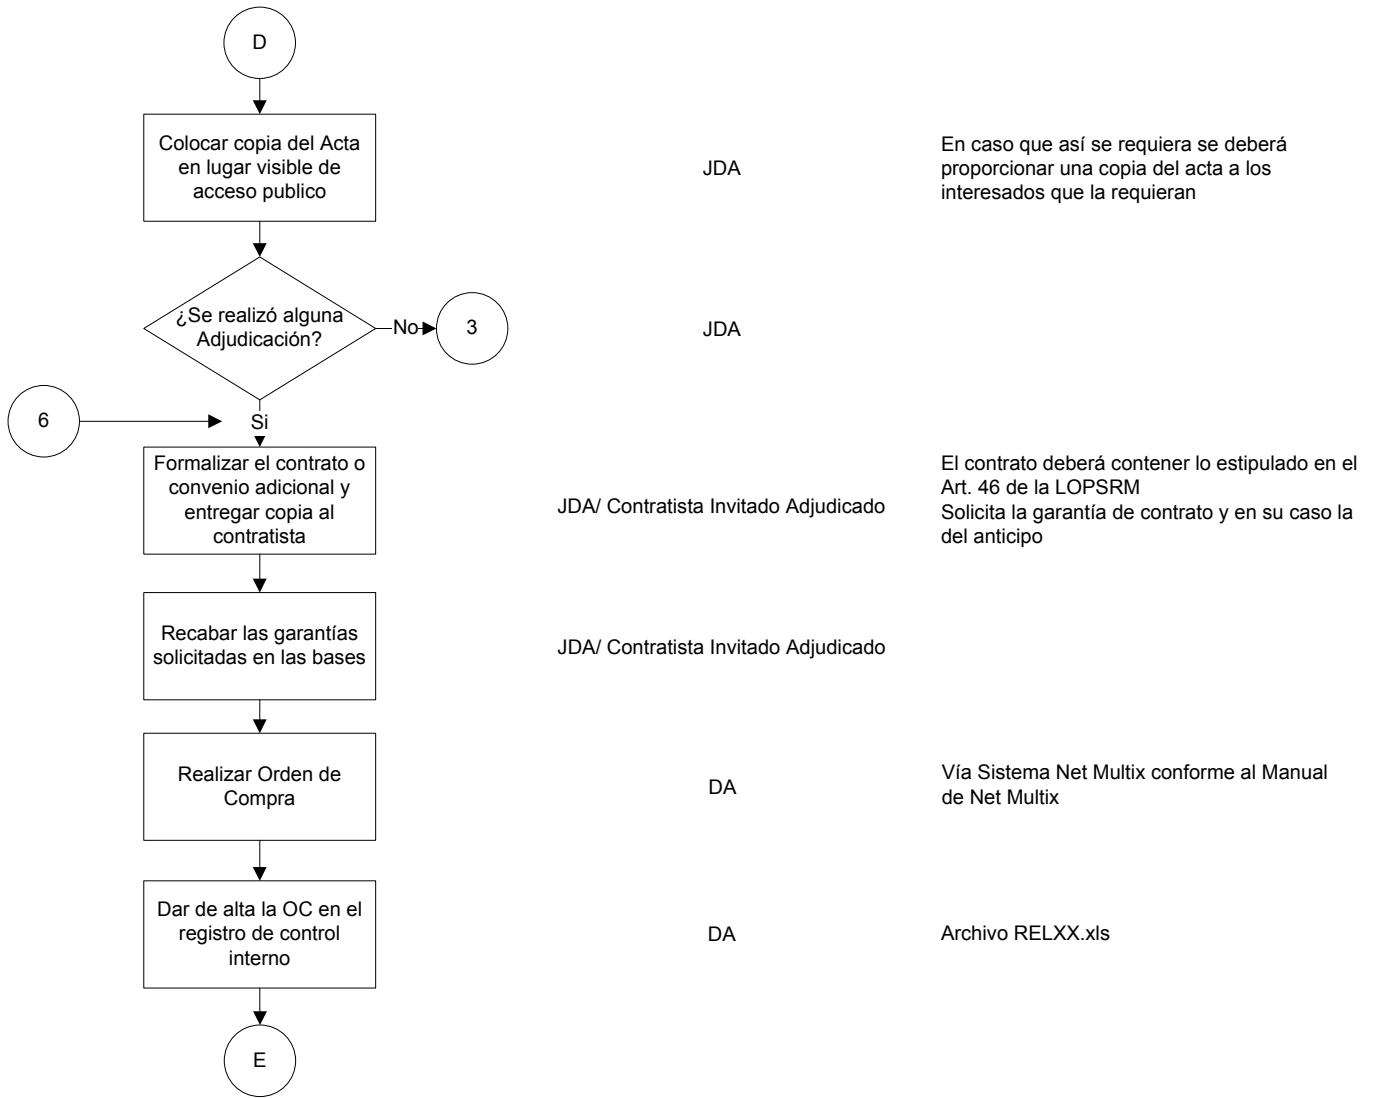 D
Colocar copia del Acta
en lugar visible de
acceso publico
JDA
En caso que así se requiera se deberá
proporcionar una copia del acta a los
interesados que la requieran
¿Se realizó alguna
Adjudicación?
No
3
JDA
6
Si
Formalizar el contrato o
convenio adicional y
entregar copia al
contratista
JDA/ Contratista Invitado Adjudicado
El contrato deberá contener lo estipulado en el
Art. 46 de la LOPSRM
Solicita la garantía de contrato y en su caso la
del anticipo
Recabar las garantías
solicitadas en las bases
JDA/ Contratista Invitado Adjudicado
Realizar Orden de
Compra
DA
Vía Sistema Net Multix conforme al Manual
de Net Multix
Dar de alta la OC en el
registro de control
interno
DA
Archivo RELXX.xls
E